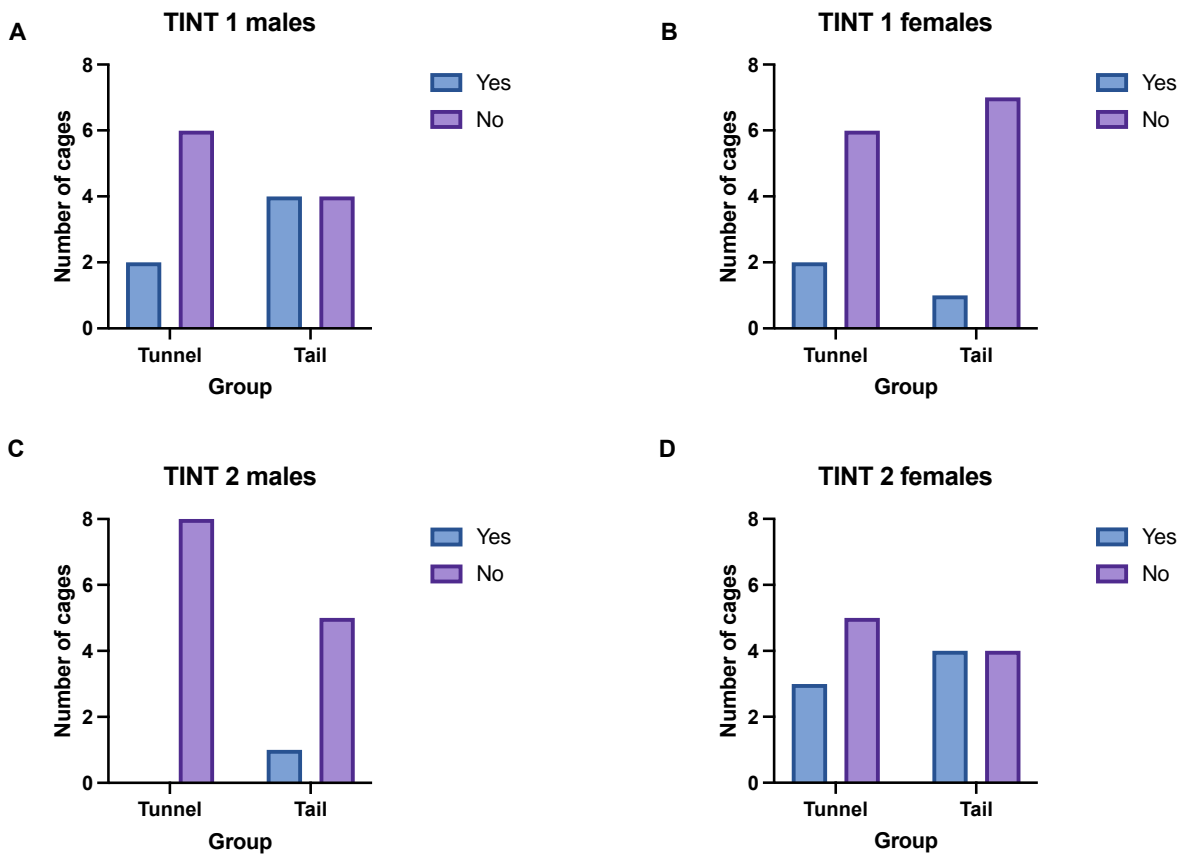 A
TINT 1 males
Number of cages
8
6
4
2
0
Tunnel
Tail
Group
Yes
No
B
TINT 1 females
Number of cages
8
6
4
2
0
Tunnel
Tail
Group
Yes
No
C
TINT 2 males
Number of cages
8
6
4
2
0
Tunnel
Tail
Group
Yes
No
D
TINT 2 females
Number of cages
8
6
4
2
0
Tunnel
Tail
Group
Yes
No